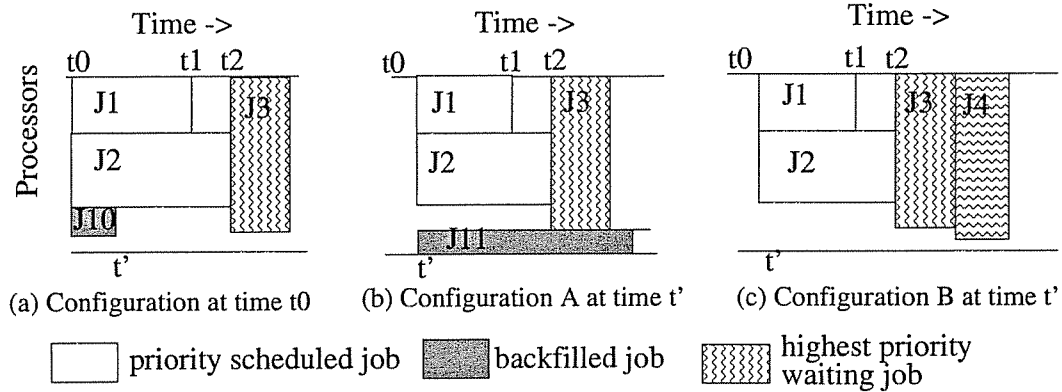 Time ->
t0 t1 t2
Processors
J1
J3
J2
J10
t'
(a) Configuration at time t0
Time ->
t0 t1 t2
J1
J3
J2
J11
t'
(b) Configuration A at time t'
Time ->
t0 t1 t2
J1
J3
J4
J2
t'
(c) Configuration B at time t'
priority scheduled job
backfilled job
highest priority
waiting job